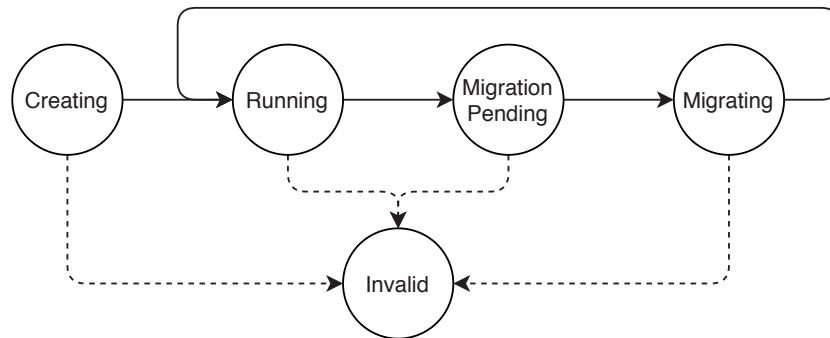 Creating
Running
Migration
Pending
Migrating
Invalid